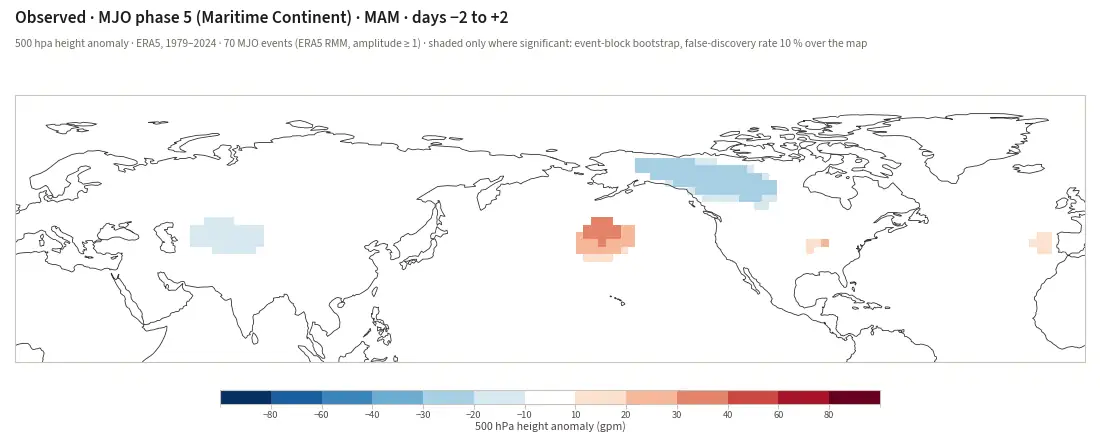 Observed · MJO phase 5 (Maritime Continent) · MAM · days −2 to +2
500 hpa height anomaly · ERA5, 1979–2024 · 70 MJO events (ERA5 RMM, amplitude ≥ 1) · shaded only where significant: event-block bootstrap, false-discovery rate 10 % over the map
−80 −60 −40 −30 −20 −10 10 20 30 40 60 80
500 hPa height anomaly (gpm)